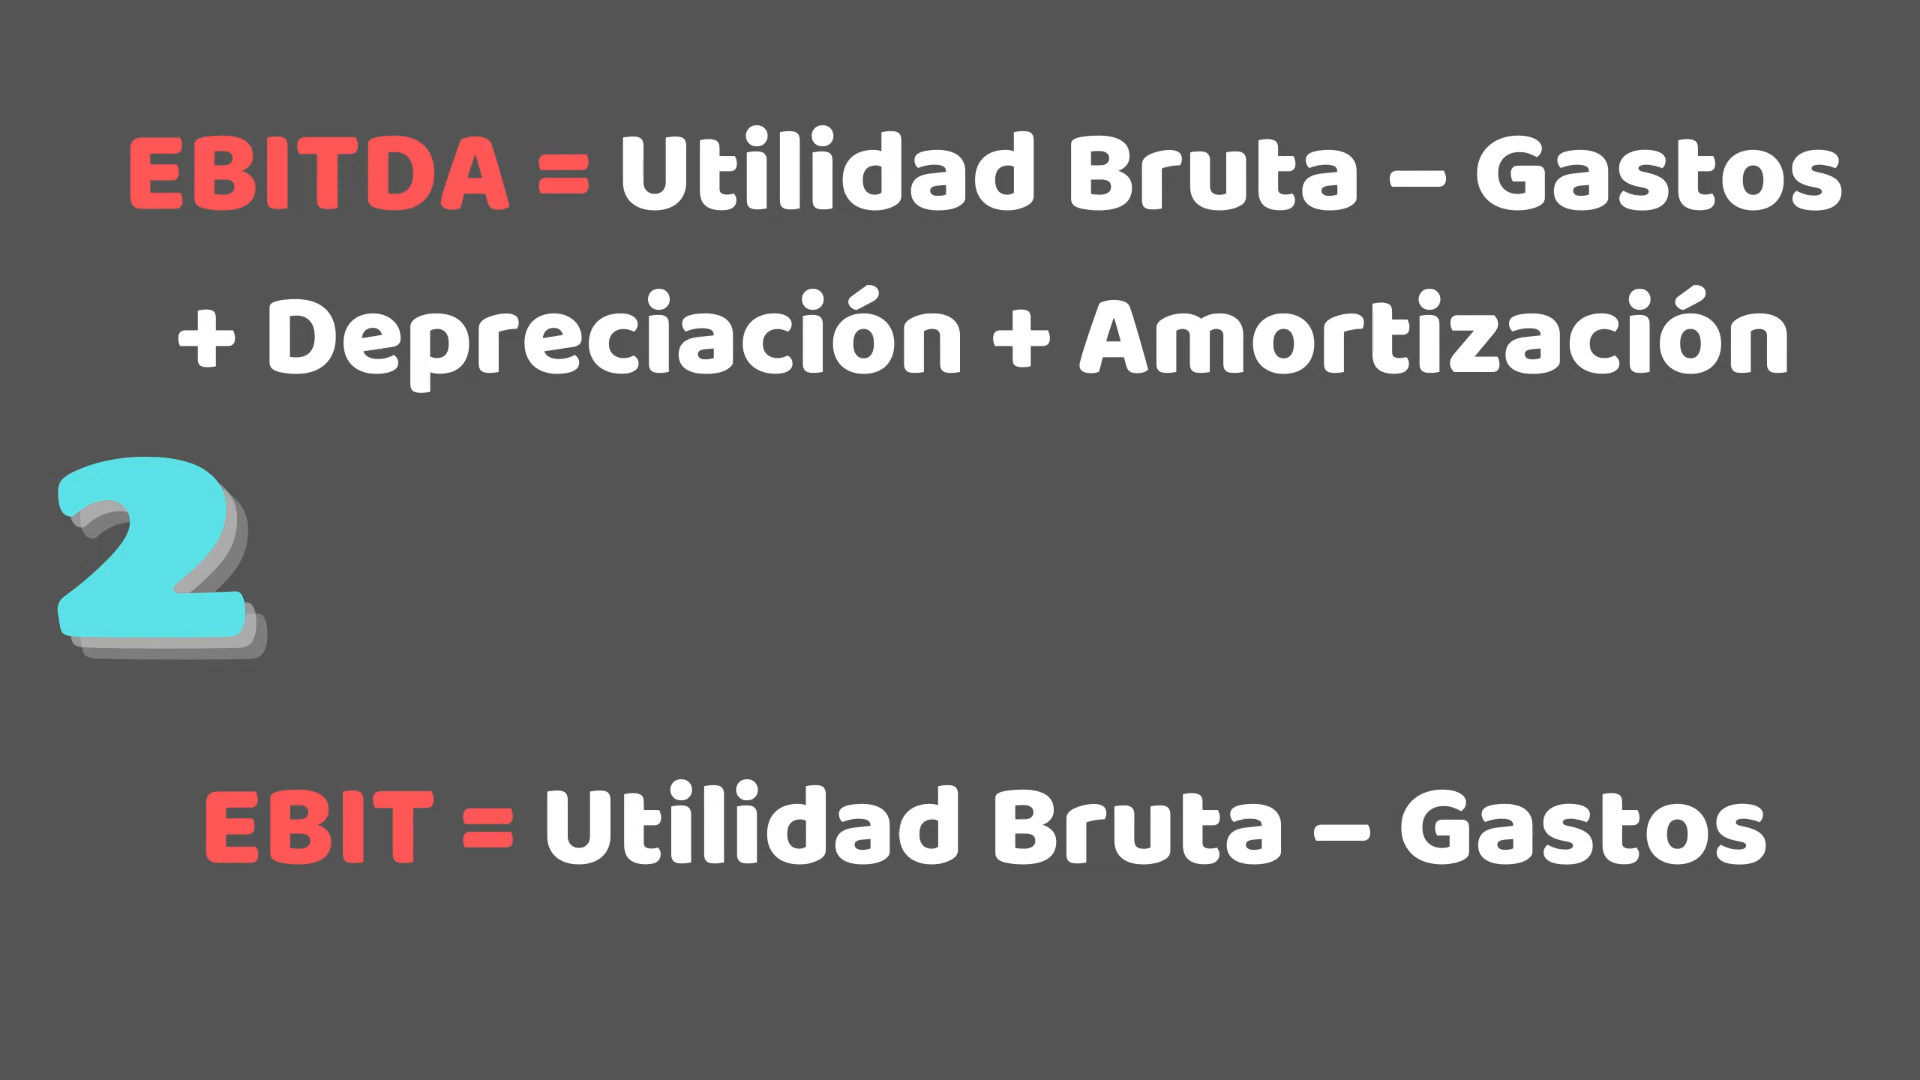 EBITDA = Utilidad Bruta – Gastos
+ Depreciación + Amortización
2
EBIT = Utilidad Bruta – Gastos